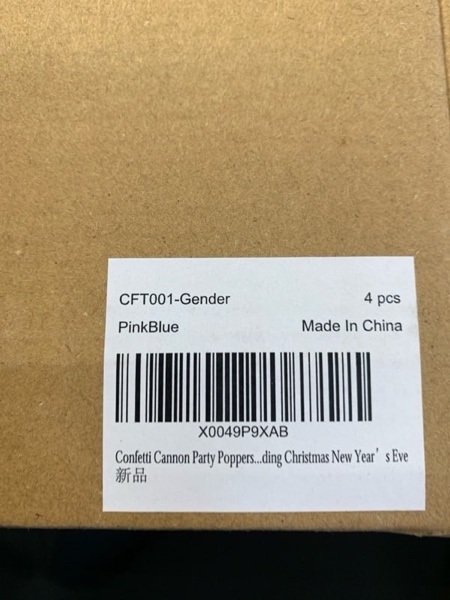 CFT001-Gender 4 pcs
PinkBlue Made In China
X0049P9XAB
Confetti Cannon Party Poppers...ding Christmas New Year’s Eve
新品